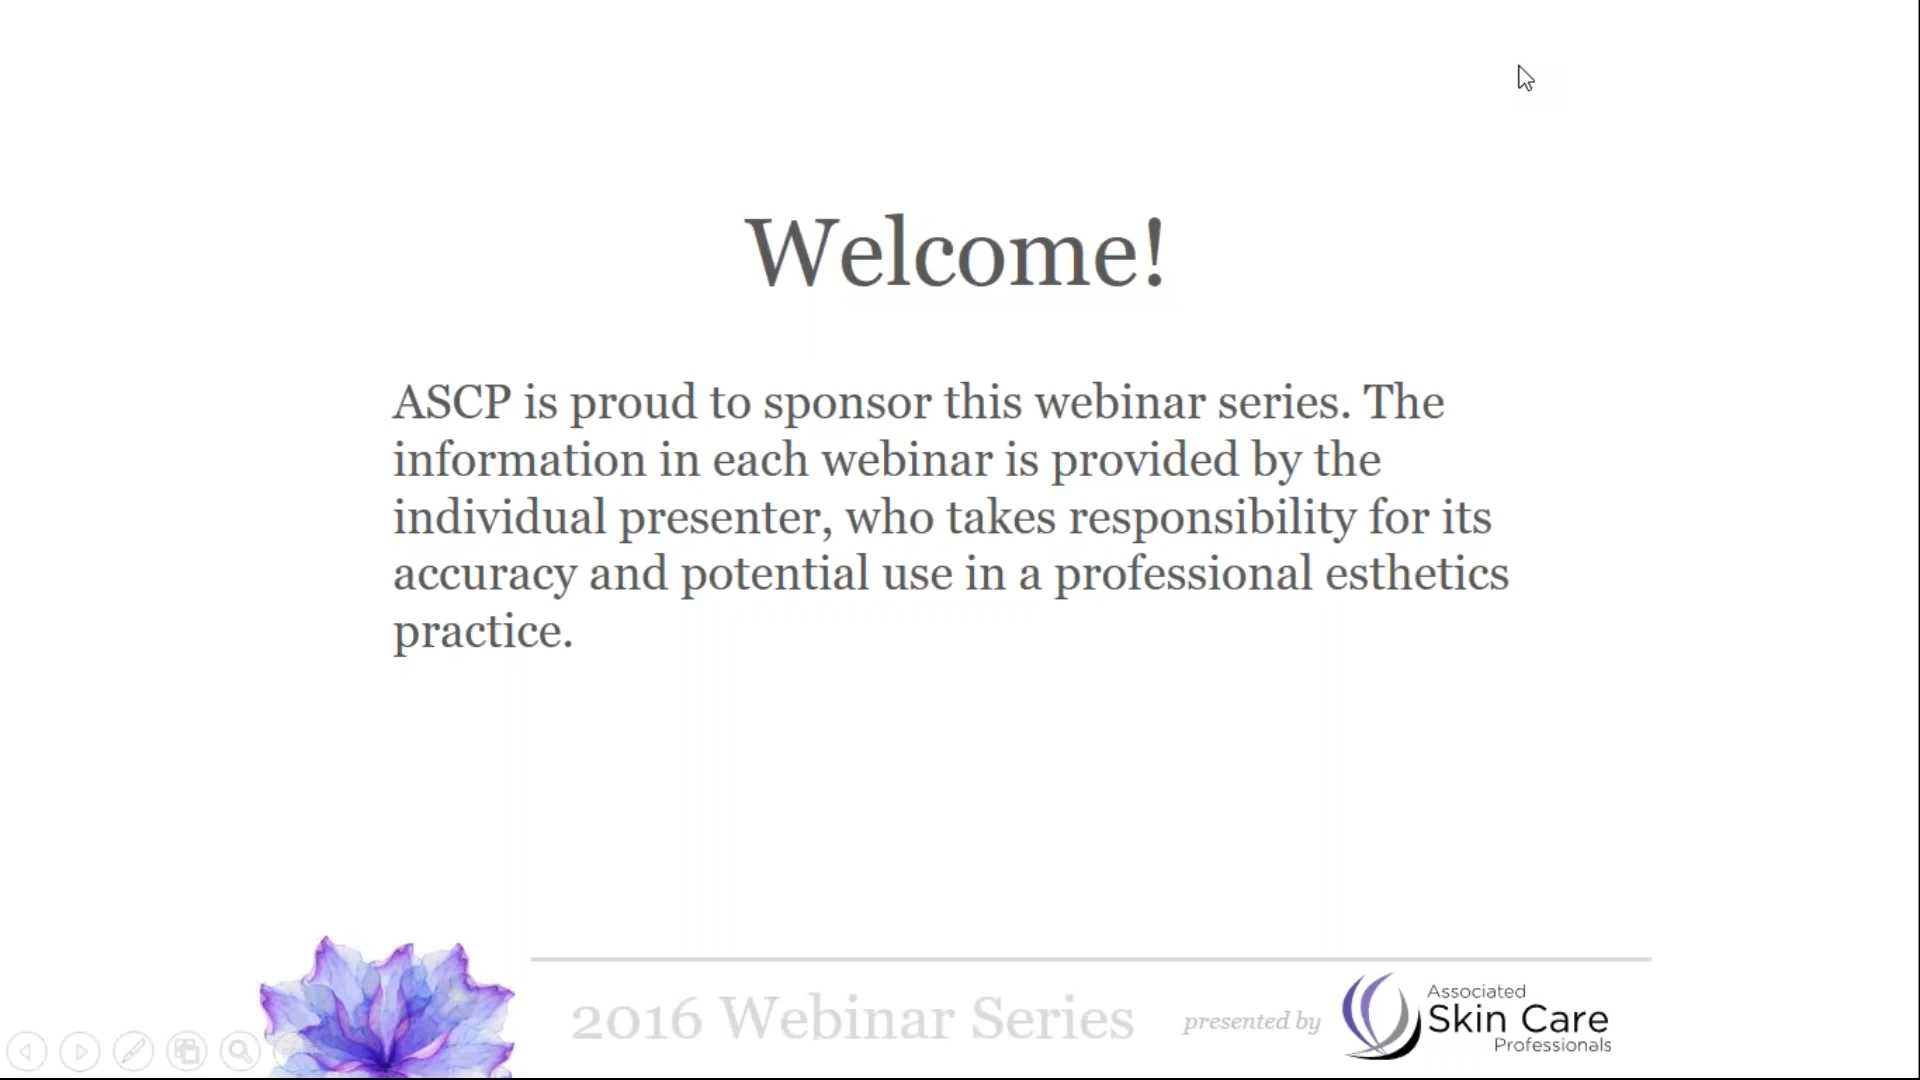 Welcome!
ASCP is proud to sponsor this webinar series. The
information in each webinar is provided by the
individual presenter, who takes responsibility for its
accuracy and potential use in a professional esthetics
practice.
2016 Webinar Series
presented by
Associated
Skin Care
Professionals